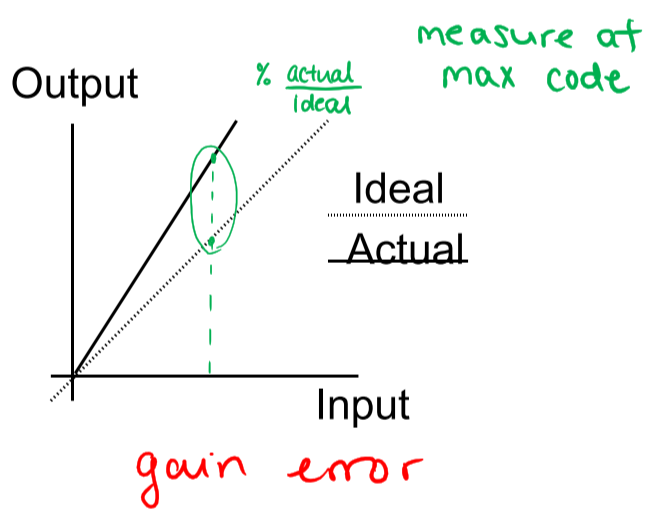 measure at
max code
Output
% actual
ideal
Ideal
Actual
Input
gain error